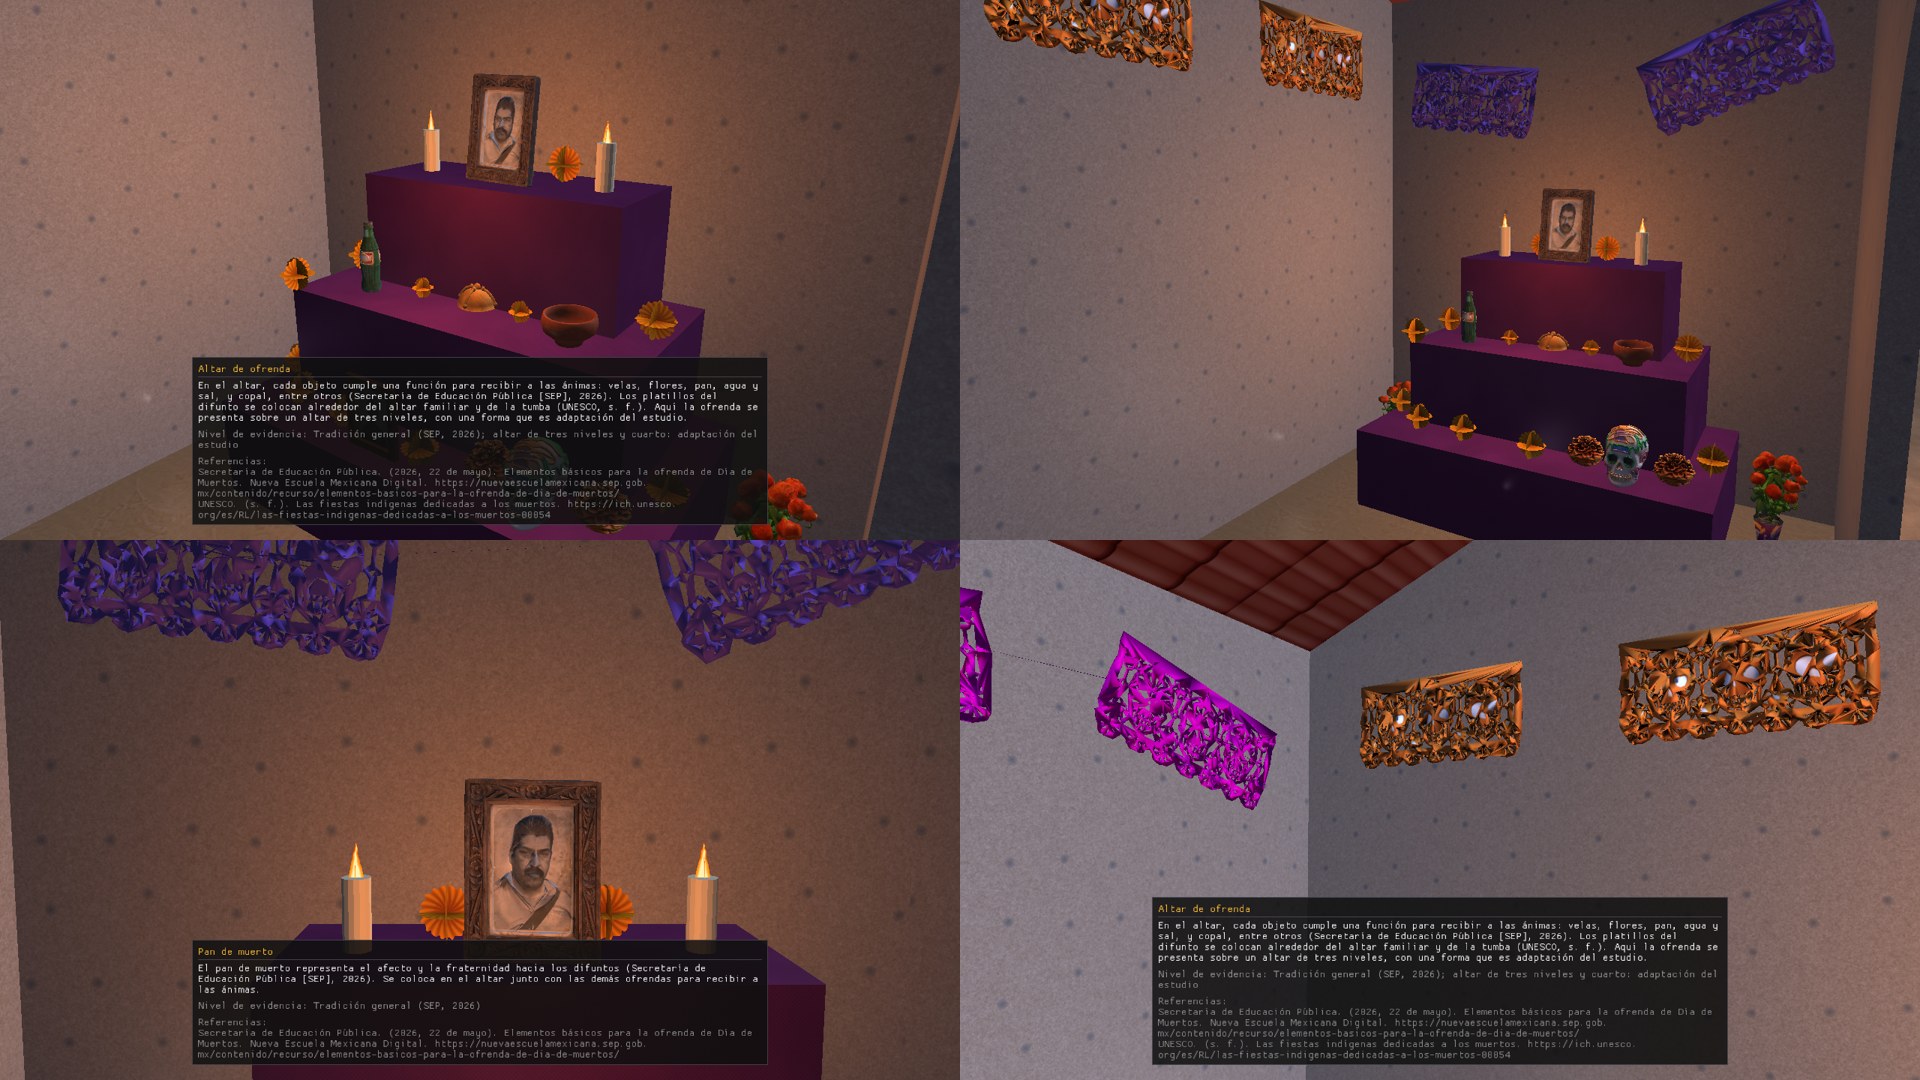 Altar de ofrenda
En el altar, cada objeto cumple una función para recibir a las ánimas: velas, flores, pan, agua y
sal, y copal, entre otros (Secretaría de Educación Pública [SEP], 2026). Los platillos del
difunto se colocan alrededor del altar familiar y de la tumba (UNESCO, s. f.). Aquí la ofrenda se
presenta sobre un altar de tres niveles, con una forma que es adaptación del estudio.
Nivel de evidencia: Tradición general (SEP, 2026); altar de tres niveles y cuarto: adaptación del
estudio
Referencias:
Secretaría de Educación Pública. (2026, 22 de mayo). Elementos básicos para la ofrenda de Día de
Muertos. Nueva Escuela Mexicana Digital. https://nuevaescuelamexicana.sep.gob.
mx/contenido/recurso/elementos-basicos-para-la-ofrenda-de-dia-de-muertos/
UNESCO. (s. f.). Las fiestas indígenas dedicadas a los muertos. https://ich.unesco.
org/es/RL/las-fiestas-indigenas-dedicadas-a-los-muertos-00054
Pan de muerto
El pan de muerto representa el afecto y la fraternidad hacia los difuntos (Secretaría de
Educación Pública [SEP], 2026). Se coloca en el altar junto con las demás ofrendas para recibir a
las ánimas.
Nivel de evidencia: Tradición general (SEP, 2026)
Referencias:
Secretaría de Educación Pública. (2026, 22 de mayo). Elementos básicos para la ofrenda de Día de
Muertos. Nueva Escuela Mexicana Digital. https://nuevaescuelamexicana.sep.gob.
mx/contenido/recurso/elementos-basicos-para-la-ofrenda-de-dia-de-muertos/
Altar de ofrenda
En el altar, cada objeto cumple una función para recibir a las ánimas: velas, flores, pan, agua y
sal, y copal, entre otros (Secretaría de Educación Pública [SEP], 2026). Los platillos del
difunto se colocan alrededor del altar familiar y de la tumba (UNESCO, s. f.). Aquí la ofrenda se
presenta sobre un altar de tres niveles, con una forma que es adaptación del estudio.
Nivel de evidencia: Tradición general (SEP, 2026); altar de tres niveles y cuarto: adaptación del
estudio
Referencias:
Secretaría de Educación Pública. (2026, 22 de mayo). Elementos básicos para la ofrenda de Día de
Muertos. Nueva Escuela Mexicana Digital. https://nuevaescuelamexicana.sep.gob.
mx/contenido/recurso/elementos-basicos-para-la-ofrenda-de-dia-de-muertos/
UNESCO. (s. f.). Las fiestas indígenas dedicadas a los muertos. https://ich.unesco.
org/es/RL/las-fiestas-indigenas-dedicadas-a-los-muertos-00054